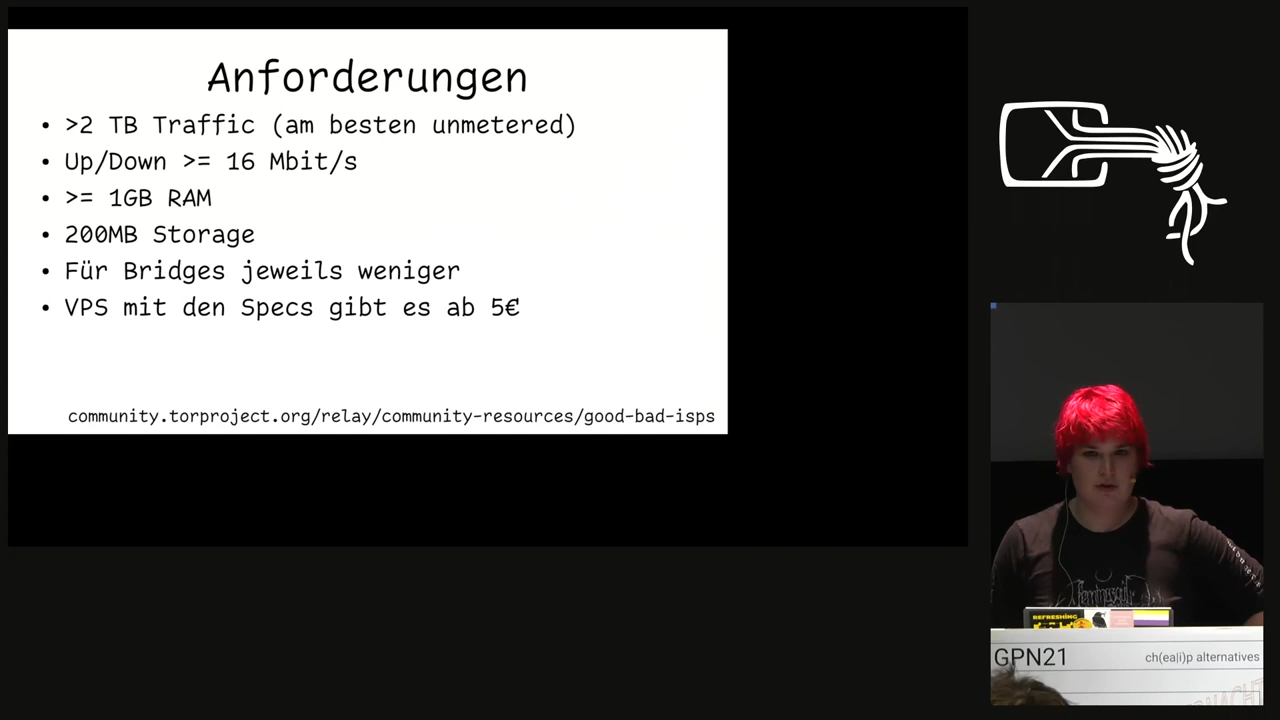 Anforderungen
• >2 TB Traffic (am besten unmetered)
• Up/Down >= 16 Mbit/s
• >= 1GB RAM
• 200MB Storage
• Für Bridges jeweils weniger
• VPS mit den Specs gibt es ab 5€
community.torproject.org/relay/community-resources/good-bad-isps
REFRESHING
GPN21
ch(ea|i)p alternatives